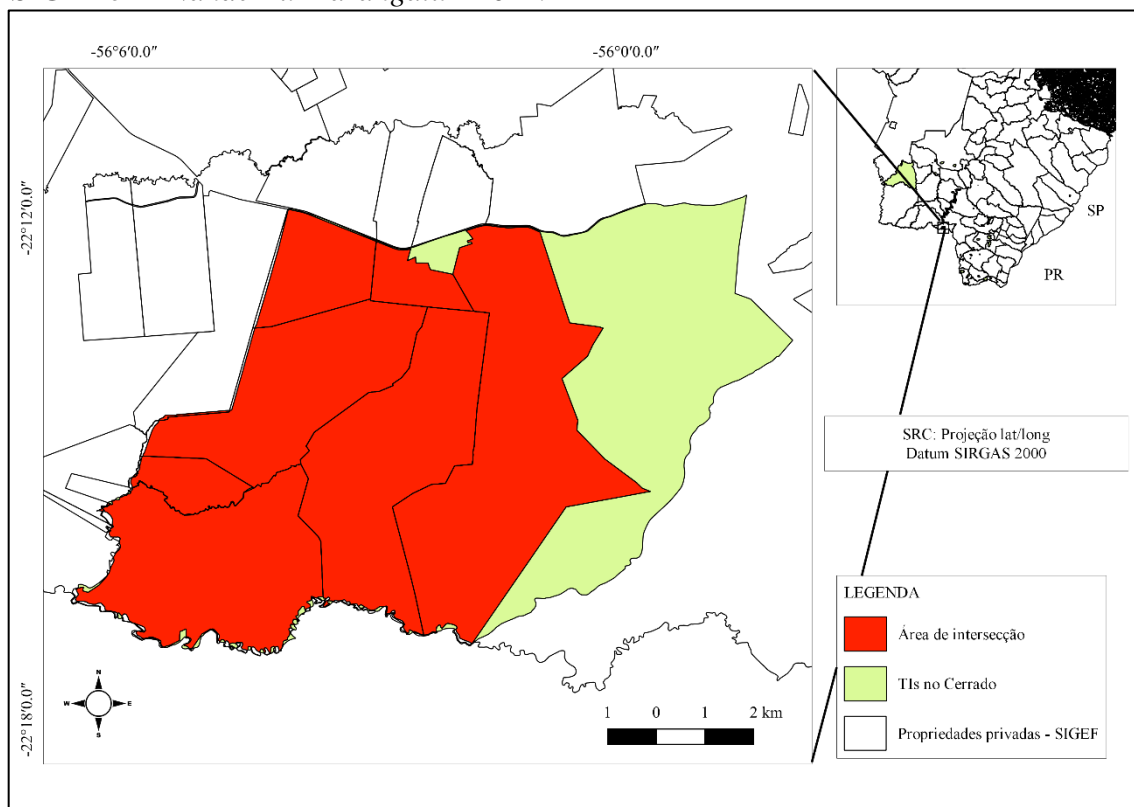 -56°6'0.0"
-56°0'0.0"
-22°12'0.0"
-22°18'0.0"
SP
PR
SRC: Projeção lat/long
Datum SIRGAS 2000
LEGENDA
Área de intersecção
TIs no Cerrado
Propriedades privadas - SIGEF
N
W
E
S
1 0 1 2 km